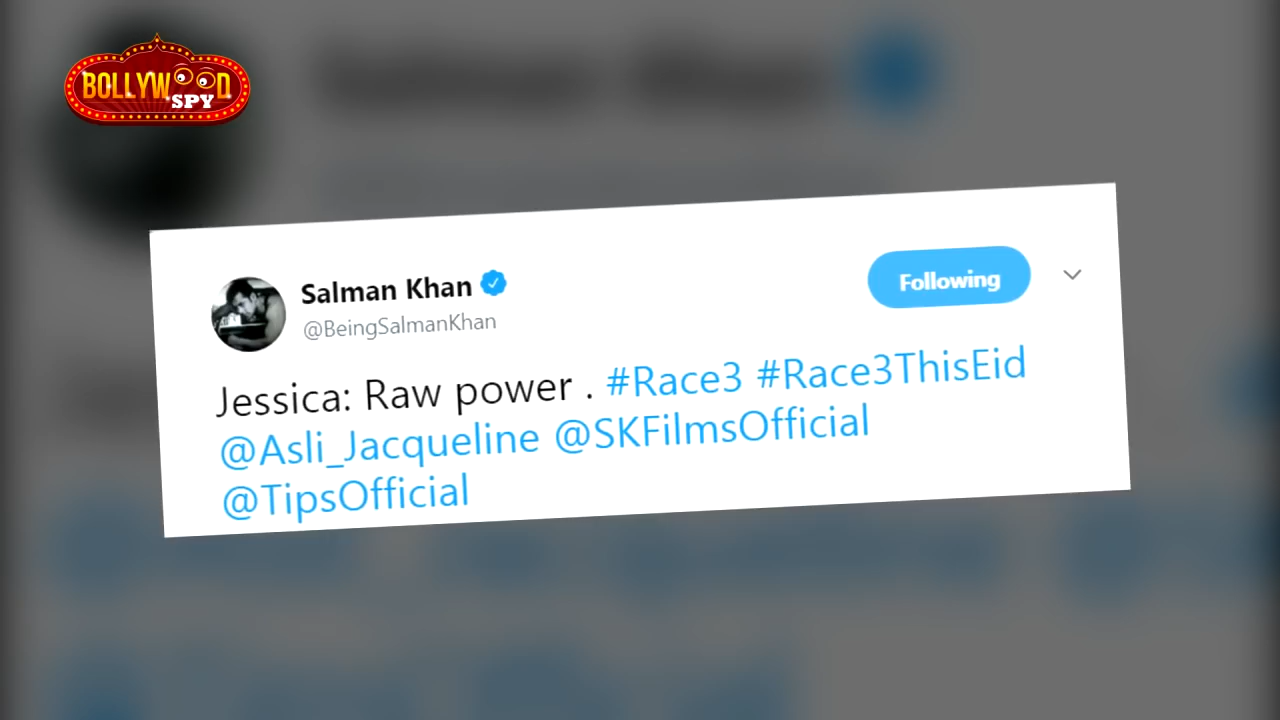 BOLLYWOOD
SPY
Salman Khan
@BeingSalmanKhan
Following
Jessica: Raw power . #Race3 #Race3ThisEid
@Asli_Jacqueline @SKFilmsOfficial
@TipsOfficial